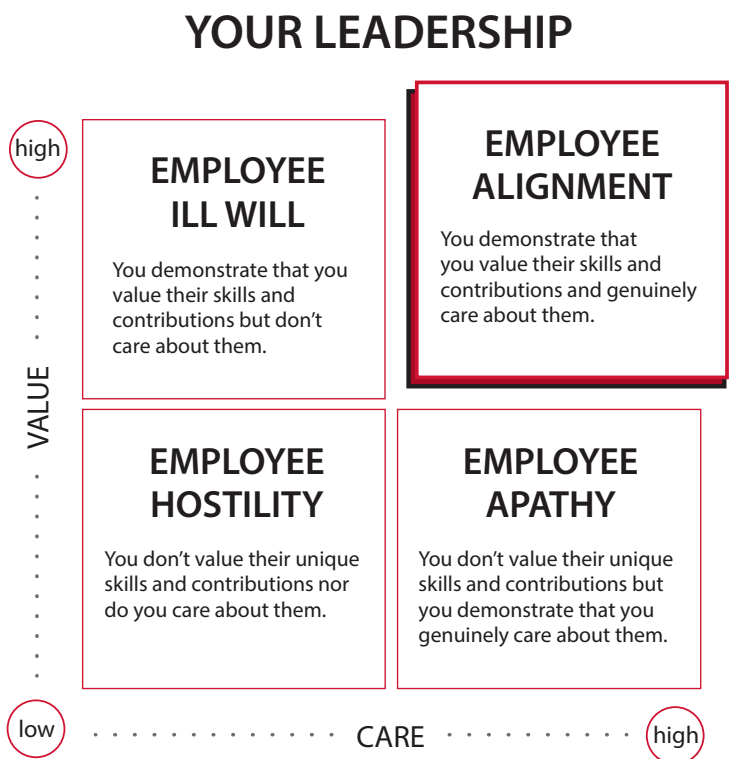 YOUR LEADERSHIP
high
EMPLOYEE
ILL WILL
You demonstrate that you
value their skills and
contributions but don’t
care about them.
EMPLOYEE
ALIGNMENT
You demonstrate that
you value their skills and
contributions and genuinely
care about them.
VALUE
EMPLOYEE
HOSTILITY
You don’t value their unique
skills and contributions nor
do you care about them.
EMPLOYEE
APATHY
You don’t value their unique
skills and contributions but
you demonstrate that you
genuinely care about them.
low
CARE
high